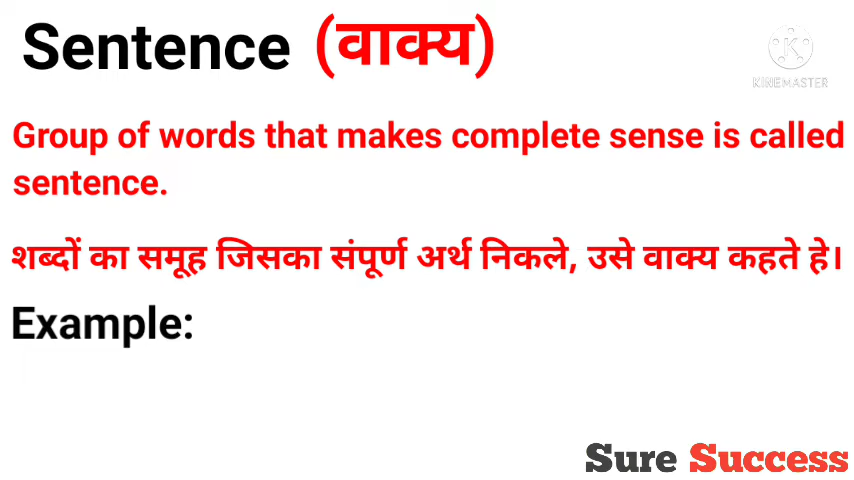 Sentence (वाक्य)
KINEMASTER
Group of words that makes complete sense is called
sentence.
शब्दों का समूह जिसका संपूर्ण अर्थ निकले, उसे वाक्य कहते हे।
Example:
Sure Success